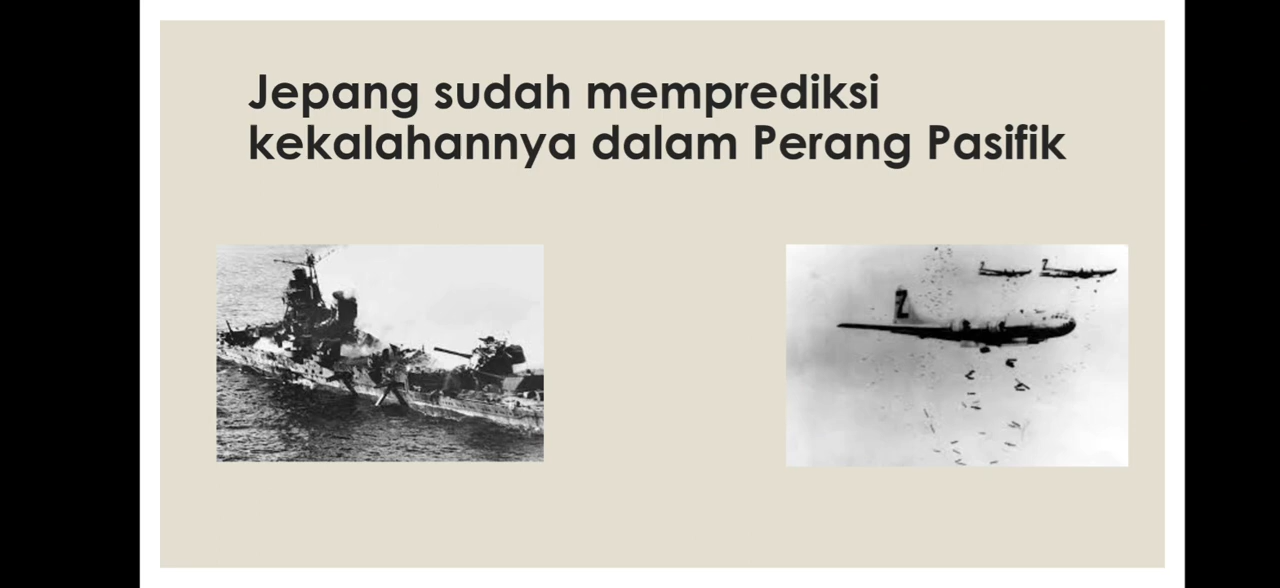 Jepang sudah memprediksi
kekalahannya dalam Perang Pasifik
Z